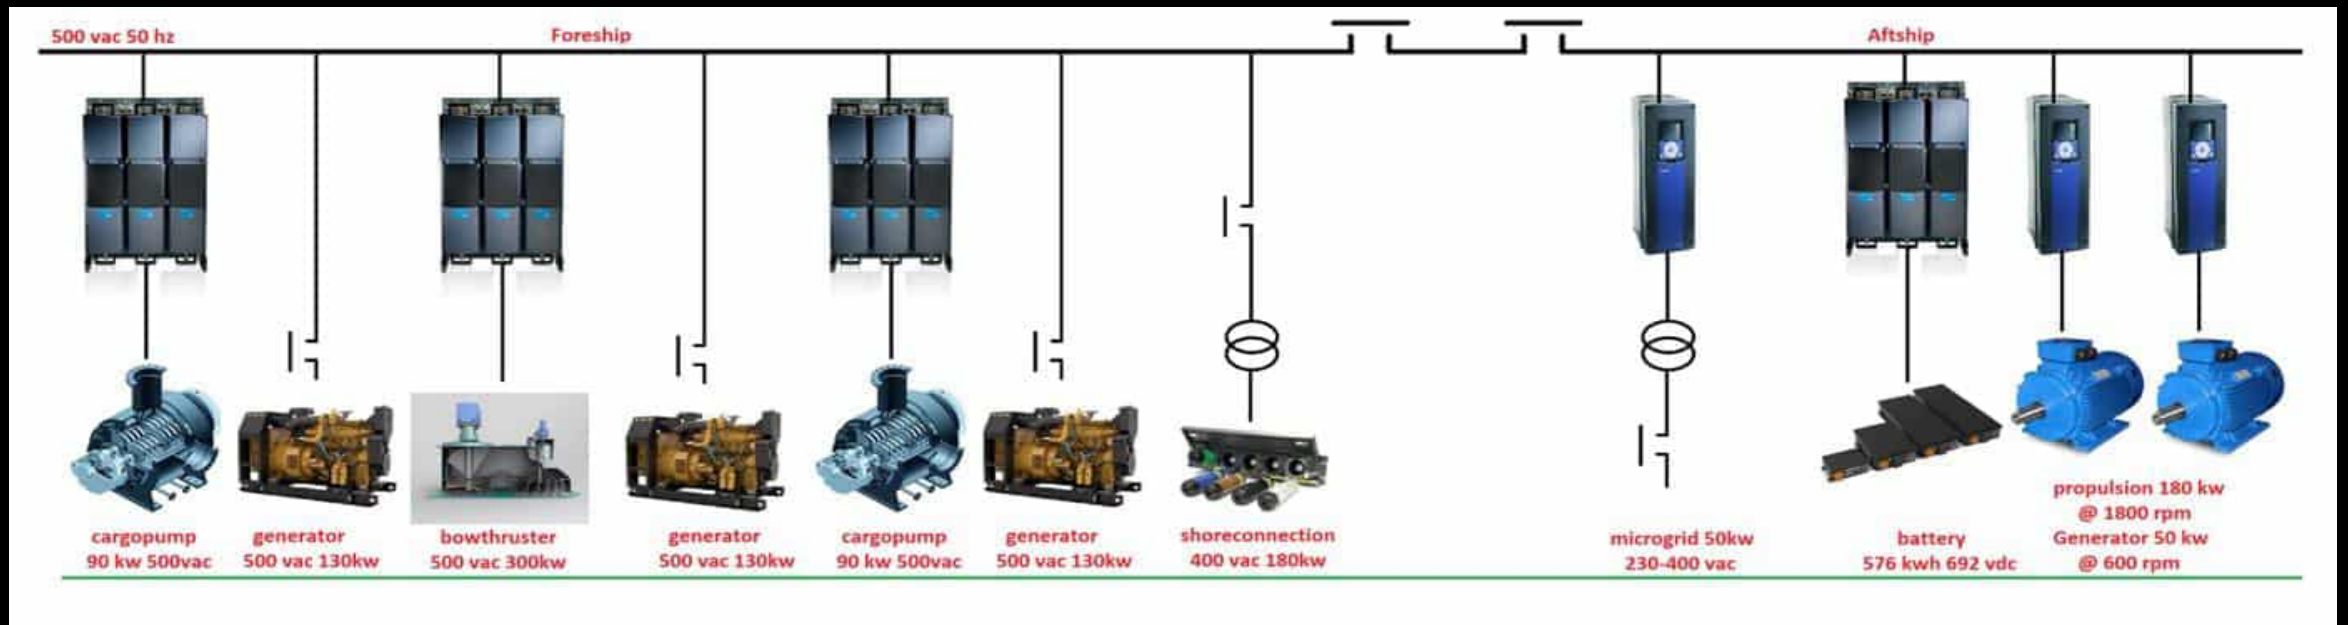 500 vac 50 hz
Foreship
Aftship
cargopump
90 kw 500vac
generator
500 vac 130kw
bowthruster
500 vac 300kw
generator
500 vac 130kw
cargopump
90 kw 500vac
generator
500 vac 130kw
shoreconnection
400 vac 180kw
microgrid 50kw
230-400 vac
battery
576 kwh 692 vdc
propulsion 180 kw
@ 1800 rpm
Generator 50 kw
@ 600 rpm